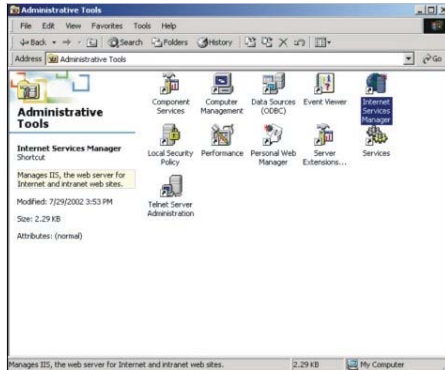 Administrative Tools
File Edit View Favorites Tools Help
Back Search Folders History
Address Administrative Tools Go
Administrative
Tools
Internet Services Manager
Shortcut
Manages IIS, the web server for
Internet and intranet web sites.
Modified: 7/29/2002 3:53 PM
Size: 2.29 KB
Attributes: (normal)
Component
Services
Computer
Management
Data Sources
(ODBC)
Event Viewer
Internet
Services
Manager
Local Security
Policy
Performance
Personal Web
Manager
Server
Extensions...
Services
Telnet Server
Administration
Manages IIS, the web server for Internet and intranet web sites. 2.29 KB My Computer